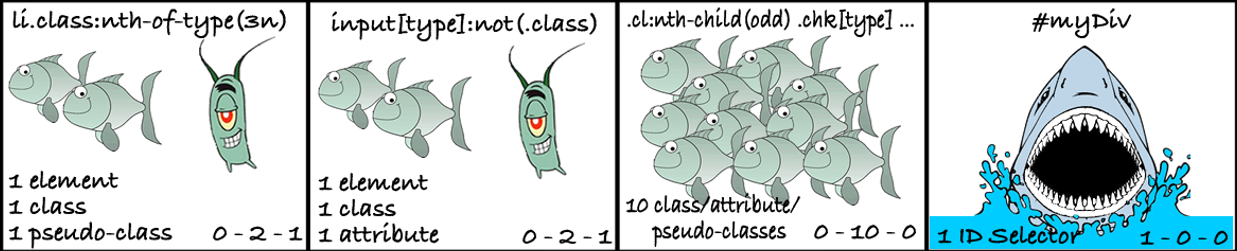 li.class:nth-of-type(3n)
1 element
1 class
1 pseudo-class 0-2-1
input[type]:not(.class)
1 element
1 class
1 attribute 0-2-1
.cl:nth-child(odd) .chk[type] ...
10 class/attribute/
pseudo-classes 0-10-0
#myDiv
1 ID Selector 1-0-0